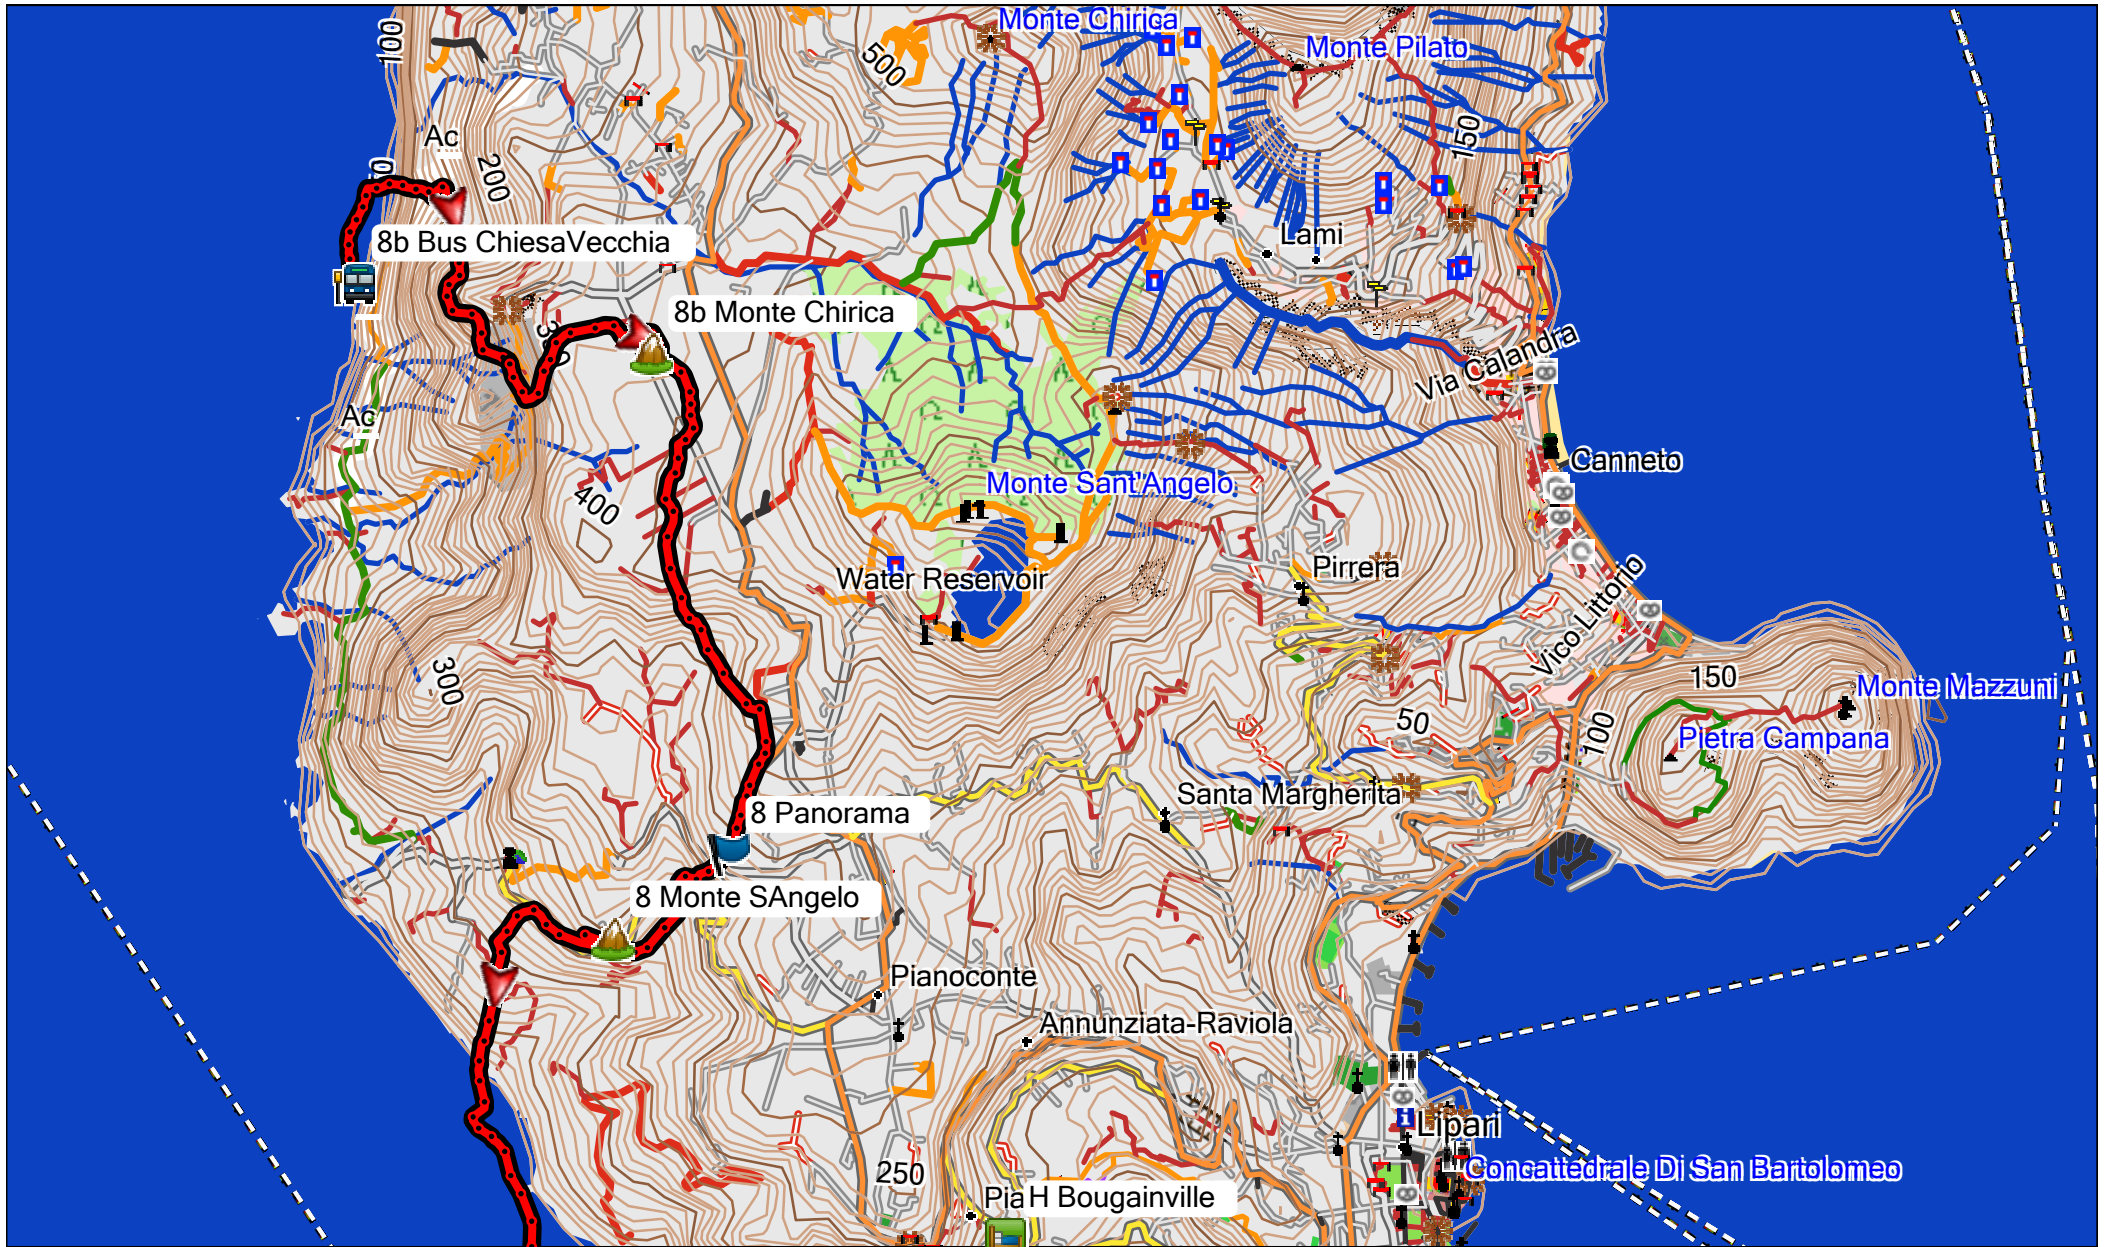 Monte Chirica
100
Monte Pilato
500
Ac
150
200
0
Lami
8b Bus ChiesaVecchia
8b Monte Chirica
Via Calandra
Ac
Canneto
400
Monte Sant'Angelo
Water Reservoir
Pirrera
Vico Littorio
300
150
Monte Mazzuni
50
100
Pietra Campana
Santa Margherita
8 Panorama
8 Monte SAngelo
Pianoconte
Annunziata-Raviola
Lipari
Concattedrale Di San Bartolomeo
250
Pia
H Bougainville